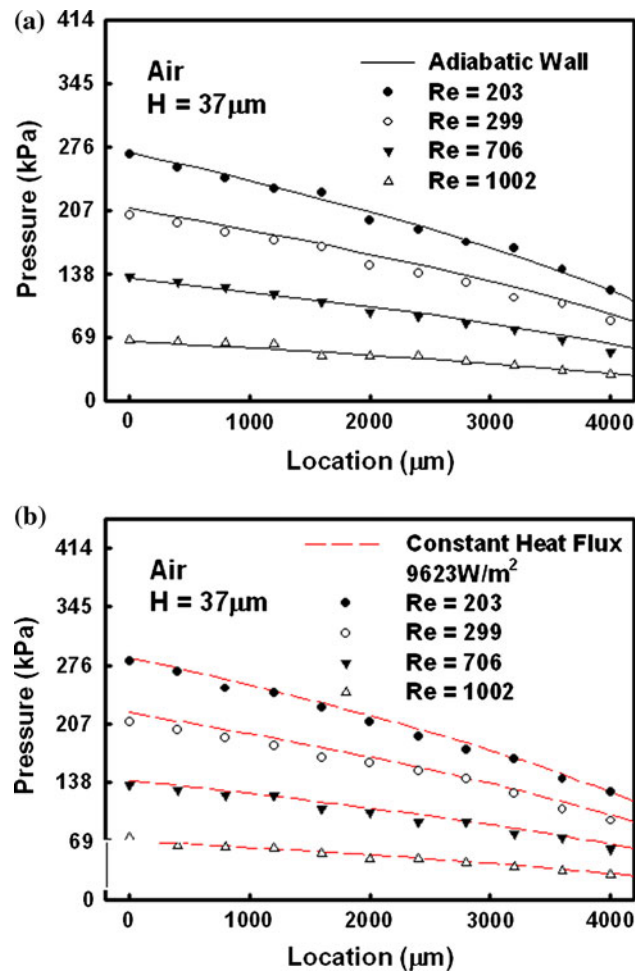 (a)
414
345
276
207
138
69
0
Pressure (kPa)
Air
H = 37μm
Adiabatic Wall
Re = 203
Re = 299
Re = 706
Re = 1002
0 1000 2000 3000 4000
Location (μm)
(b)
414
345
276
207
138
69
0
Pressure (kPa)
Air
H = 37μm
Constant Heat Flux
9623W/m²
Re = 203
Re = 299
Re = 706
Re = 1002
0 1000 2000 3000 4000
Location (μm)